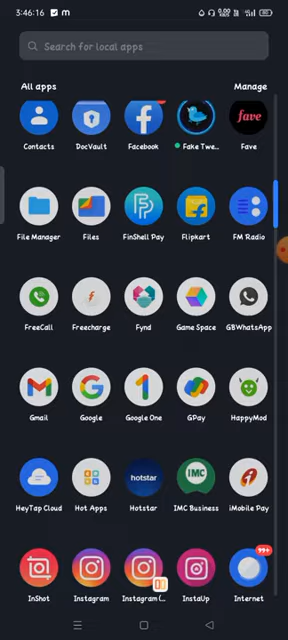 3:46:16
Search for local apps
All apps
Manage
Contacts
DocVault
Facebook
Fake Twe...
fave
Fave
File Manager
Files
FinShell Pay
Flipkart
FM Radio
FreeCall
Freecharge
Fynd
Game Space
GBWhatsApp
Gmail
Google
Google One
GPay
HappyMod
hotstar
IMC
HeyTap Cloud
Hot Apps
Hotstar
IMC Business
iMobile Pay
99+
InShot
Instagram
Instagram (...
InstaUp
Internet